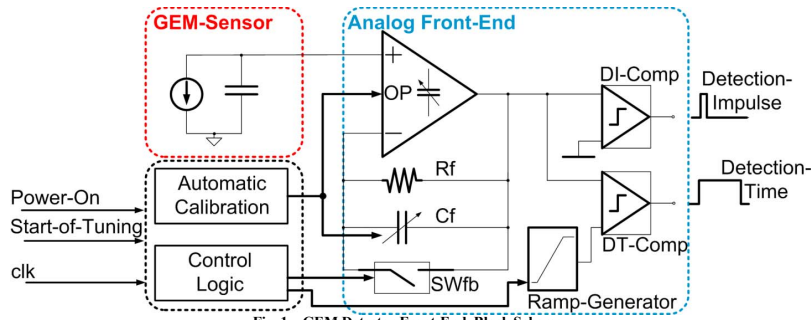 GEM-Sensor
Analog Front-End
DI-Comp
Detection-
Impulse
+
OP
−
Rf
Cf
SWfb
Detection-
Time
DT-Comp
Ramp-Generator
Automatic
Calibration
Control
Logic
Power-On
Start-of-Tuning
clk